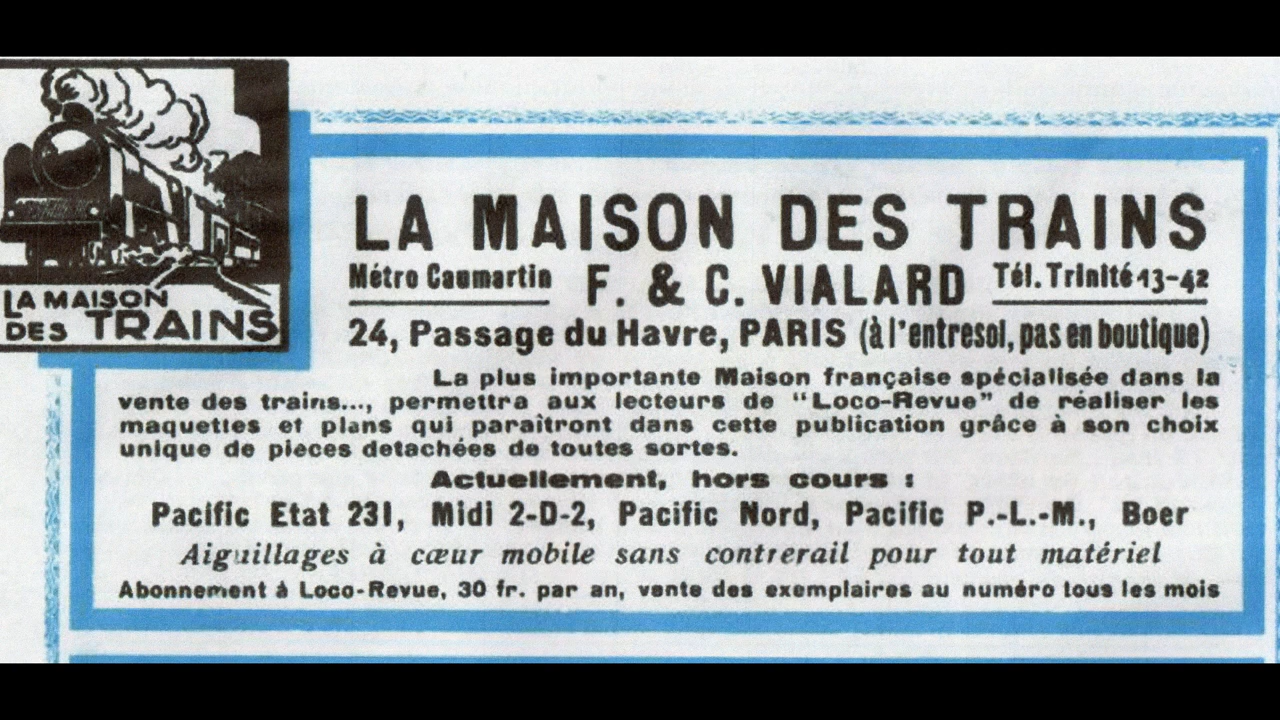 LA MAISON
DES TRAINS
LA MAISON DES TRAINS
Métro Caumartin F. & C. VIALARD Tél. Trinité 13-42
24, Passage du Havre, PARIS (à l'entresol, pas en boutique)
La plus importante Maison française spécialisée dans la
vente des trains..., permettra aux lecteurs de "Loco-Revue" de réaliser les
maquettes et plans qui paraîtront dans cette publication grâce à son choix
unique de pieces detachées de toutes sortes.
Actuellement, hors cours :
Pacific Etat 231, Midi 2-D-2, Pacific Nord, Pacific P.-L.-M., Boer
Aiguillages à cœur mobile sans contrerail pour tout matériel
Abonnement à Loco-Revue, 30 fr. par an, vente des exemplaires au numéro tous les mois